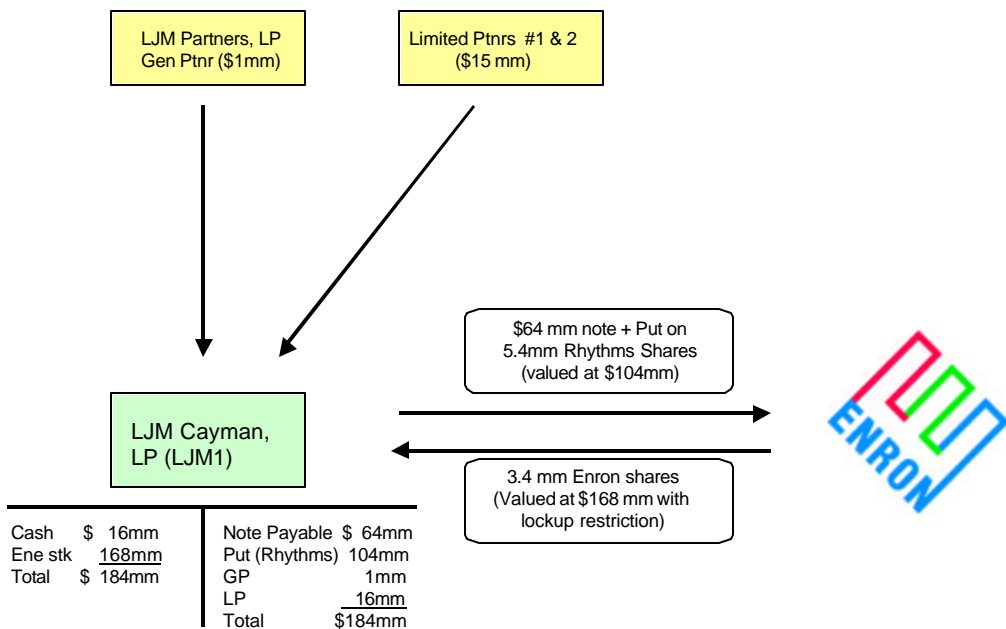 LJM Partners, LP
Gen Ptnr ($1mm)
Limited Ptnrs #1 & 2
($15 mm)
$64 mm note + Put on
5.4mm Rhythms Shares
(valued at $104mm)
LJM Cayman,
LP (LJM1)
ENRON
3.4 mm Enron shares
(Valued at $168 mm with
lockup restriction)
Cash $ 16mm
Ene stk 168mm
Total $ 184mm
Note Payable $ 64mm
Put (Rhythms) 104mm
GP 1mm
LP 16mm
Total $184mm